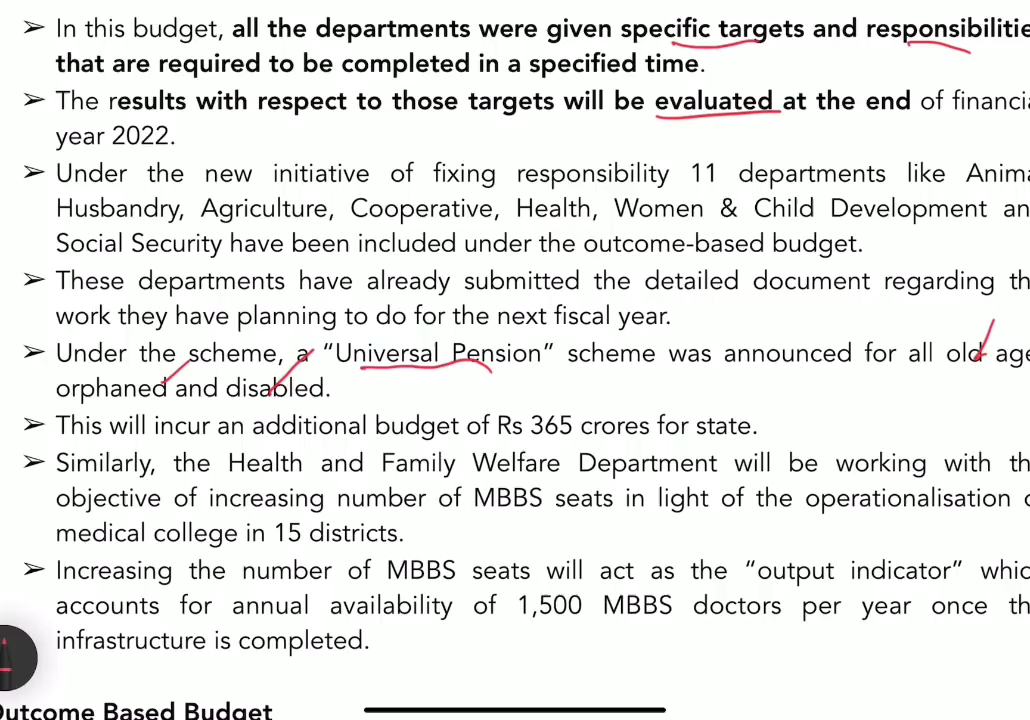 ➢ In this budget, all the departments were given specific targets and responsibilitie
that are required to be completed in a specified time.
➢ The results with respect to those targets will be evaluated at the end of financia
year 2022.
➢ Under the new initiative of fixing responsibility 11 departments like Anima
Husbandry, Agriculture, Cooperative, Health, Women & Child Development an
Social Security have been included under the outcome-based budget.
➢ These departments have already submitted the detailed document regarding th
work they have planning to do for the next fiscal year.
➢ Under the scheme, a “Universal Pension” scheme was announced for all old age
orphaned and disabled.
➢ This will incur an additional budget of Rs 365 crores for state.
➢ Similarly, the Health and Family Welfare Department will be working with th
objective of increasing number of MBBS seats in light of the operationalisation o
medical college in 15 districts.
➢ Increasing the number of MBBS seats will act as the “output indicator” whic
accounts for annual availability of 1,500 MBBS doctors per year once th
infrastructure is completed.
Outcome Based Budget